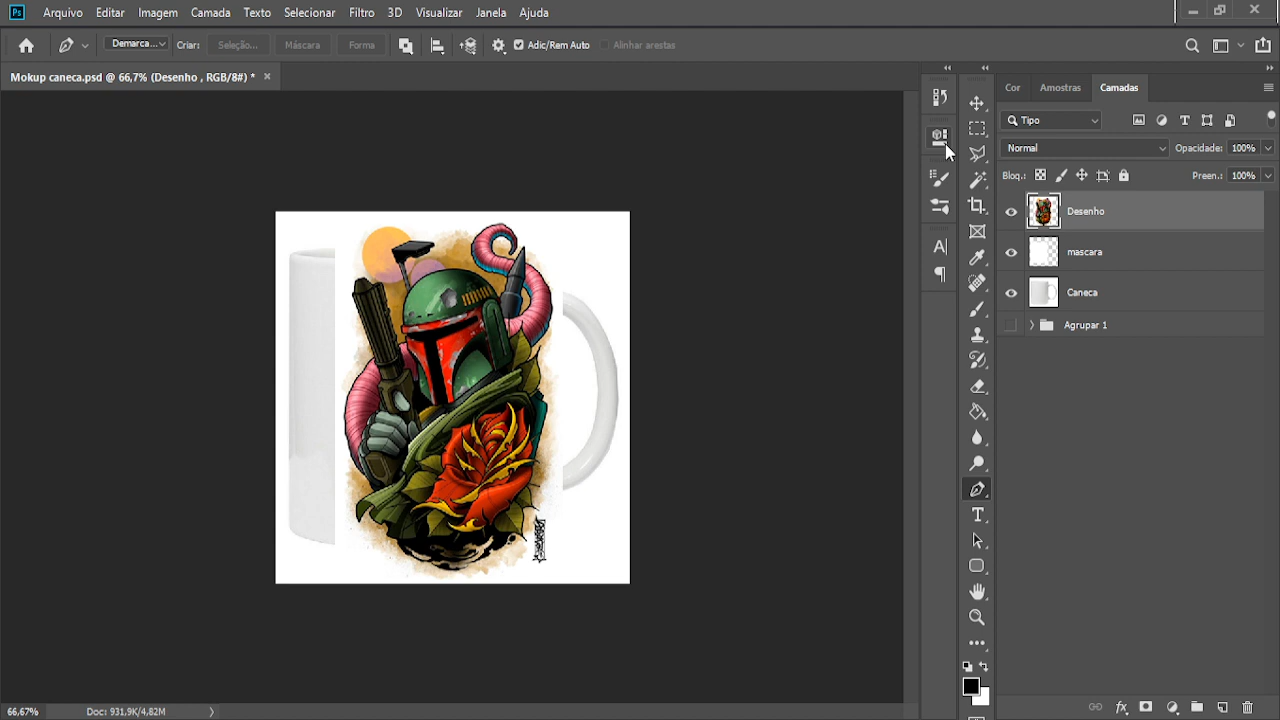 Ps Arquivo Editar Imagem Camada Texto Selecionar Filtro 3D Visualizar Janela Ajuda
Demarca... Criar: Seleção... Máscara Forma Adic/Rem Auto Alinhar arestas
Mokup caneca.psd @ 66,7% (Desenho , RGB/8#) * ×
Cor Amostras Camadas
Tipo
Normal Opacidade: 100%
Bloq.: Preen.: 100%
Desenho
mascara
Caneca
Agrupar 1
66,67% Doc: 931,9K/4,82M